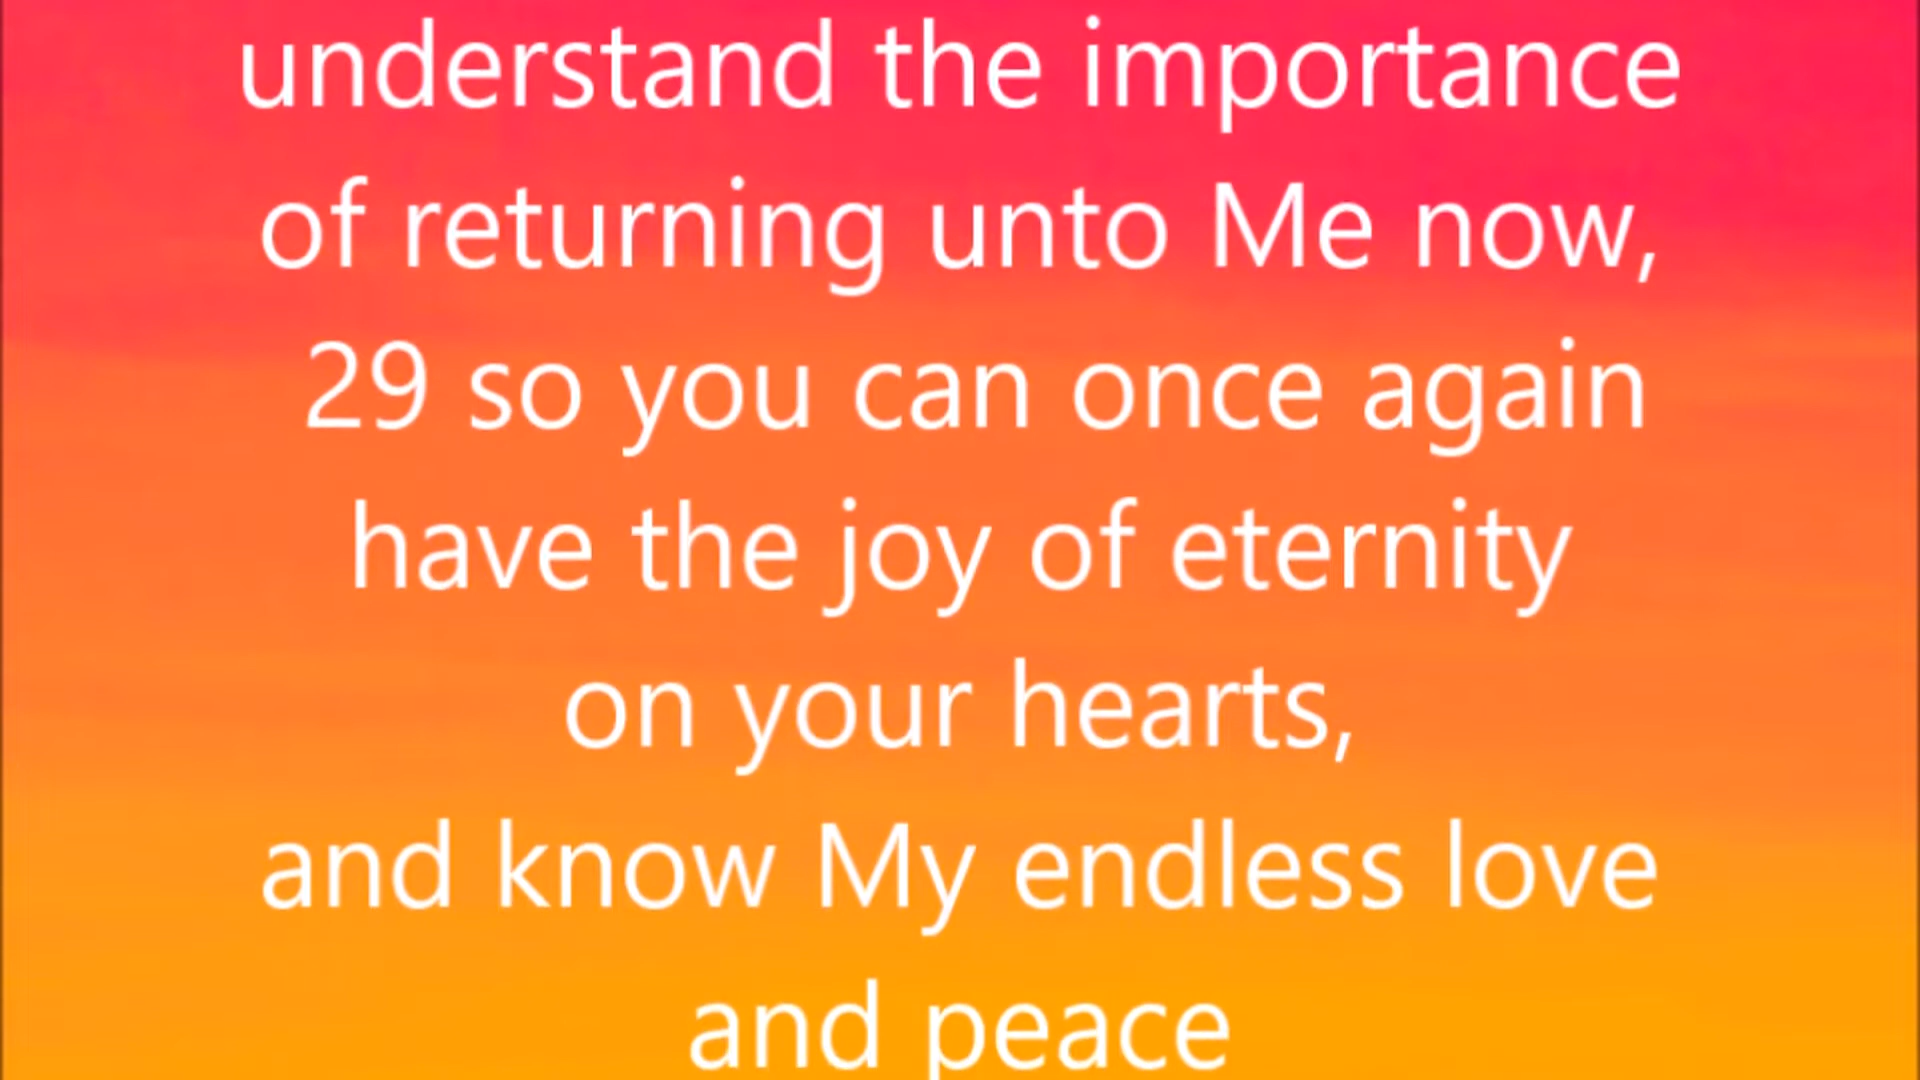 understand the importance
of returning unto Me now,
29 so you can once again
have the joy of eternity
on your hearts,
and know My endless love
and peace